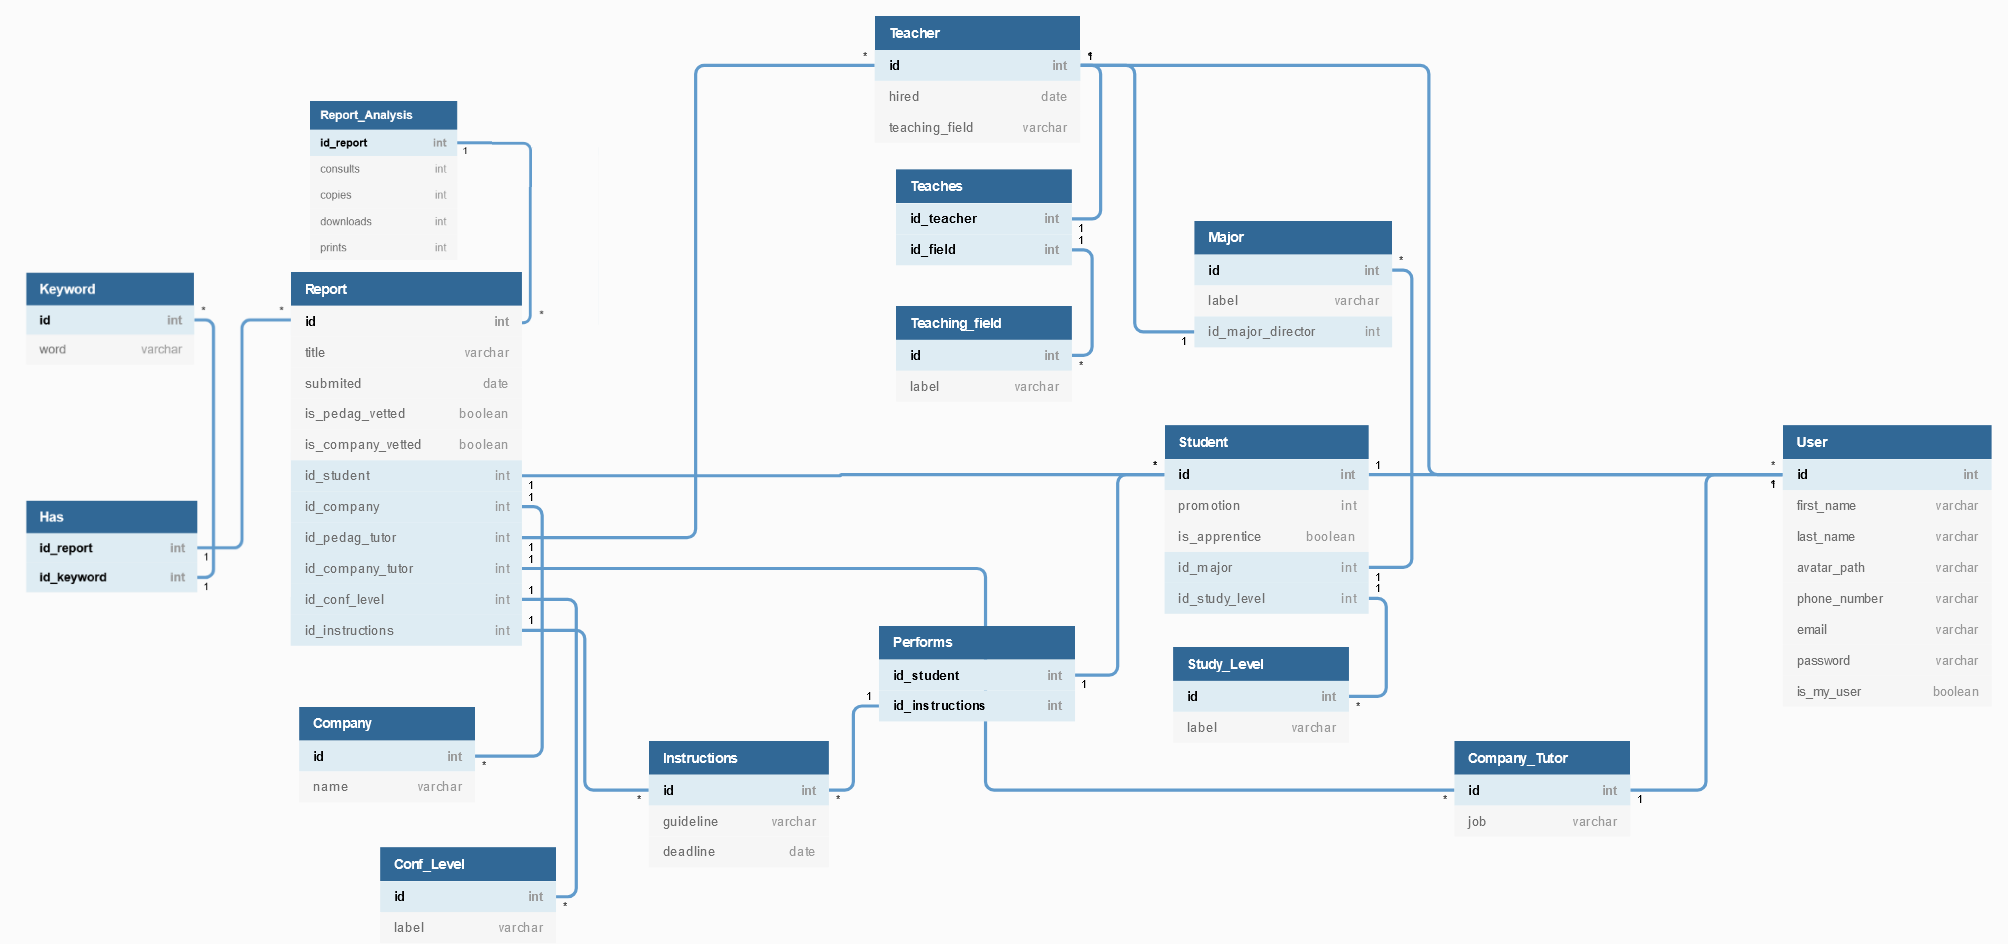 Teacher
id int
hired date
teaching_field varchar
* 1
Report_Analysis
id_report int
consults int
copies int
downloads int
prints int
1
Teaches
id_teacher int
id_field int
1
1
Major
id int
label varchar
id_major_director int
*
1
Keyword
id int
word varchar
*
Report
id int
title varchar
submited date
is_pedag_vetted boolean
is_company_vetted boolean
id_student int
id_company int
id_pedag_tutor int
id_company_tutor int
id_conf_level int
id_instructions int
* *
1
1
1
1
1
1
Teaching_field
id int
label varchar
*
Student
id int
promotion int
is_apprentice boolean
id_major int
id_study_level int
* 1
1
1
User
id int
first_name varchar
last_name varchar
avatar_path varchar
phone_number varchar
email varchar
password varchar
is_my_user boolean
*
1
Has
id_report int
id_keyword int
1
1
Performs
id_student int
id_instructions int
1
1
Study_Level
id int
label varchar
*
Company
id int
name varchar
*
Instructions
id int
guideline varchar
deadline date
* *
Company_Tutor
id int
job varchar
* 1
Conf_Level
id int
label varchar
*